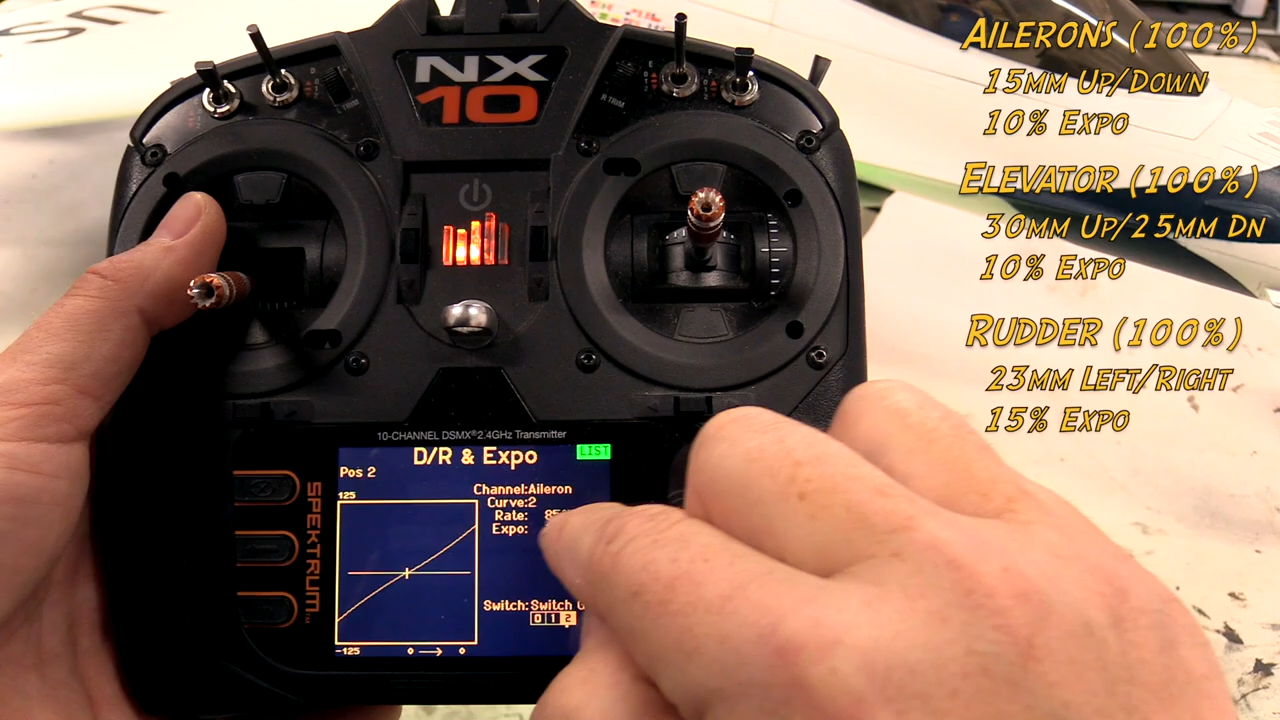 NX
10
R TRIM
TRIM
10-CHANNEL DSMX® 2.4GHz Transmitter
SPEKTRUM
D/R & Expo
LIST
Pos 2
125
Channel:Aileron
Curve:2
Rate:
Expo:
Switch:Switch
0 1 2
-125
0 → 0
AILERONS (100%)
15MM UP/DOWN
10% EXPO
ELEVATOR (100%)
30MM UP/25MM DN
10% EXPO
RUDDER (100%)
23MM LEFT/RIGHT
15% EXPO